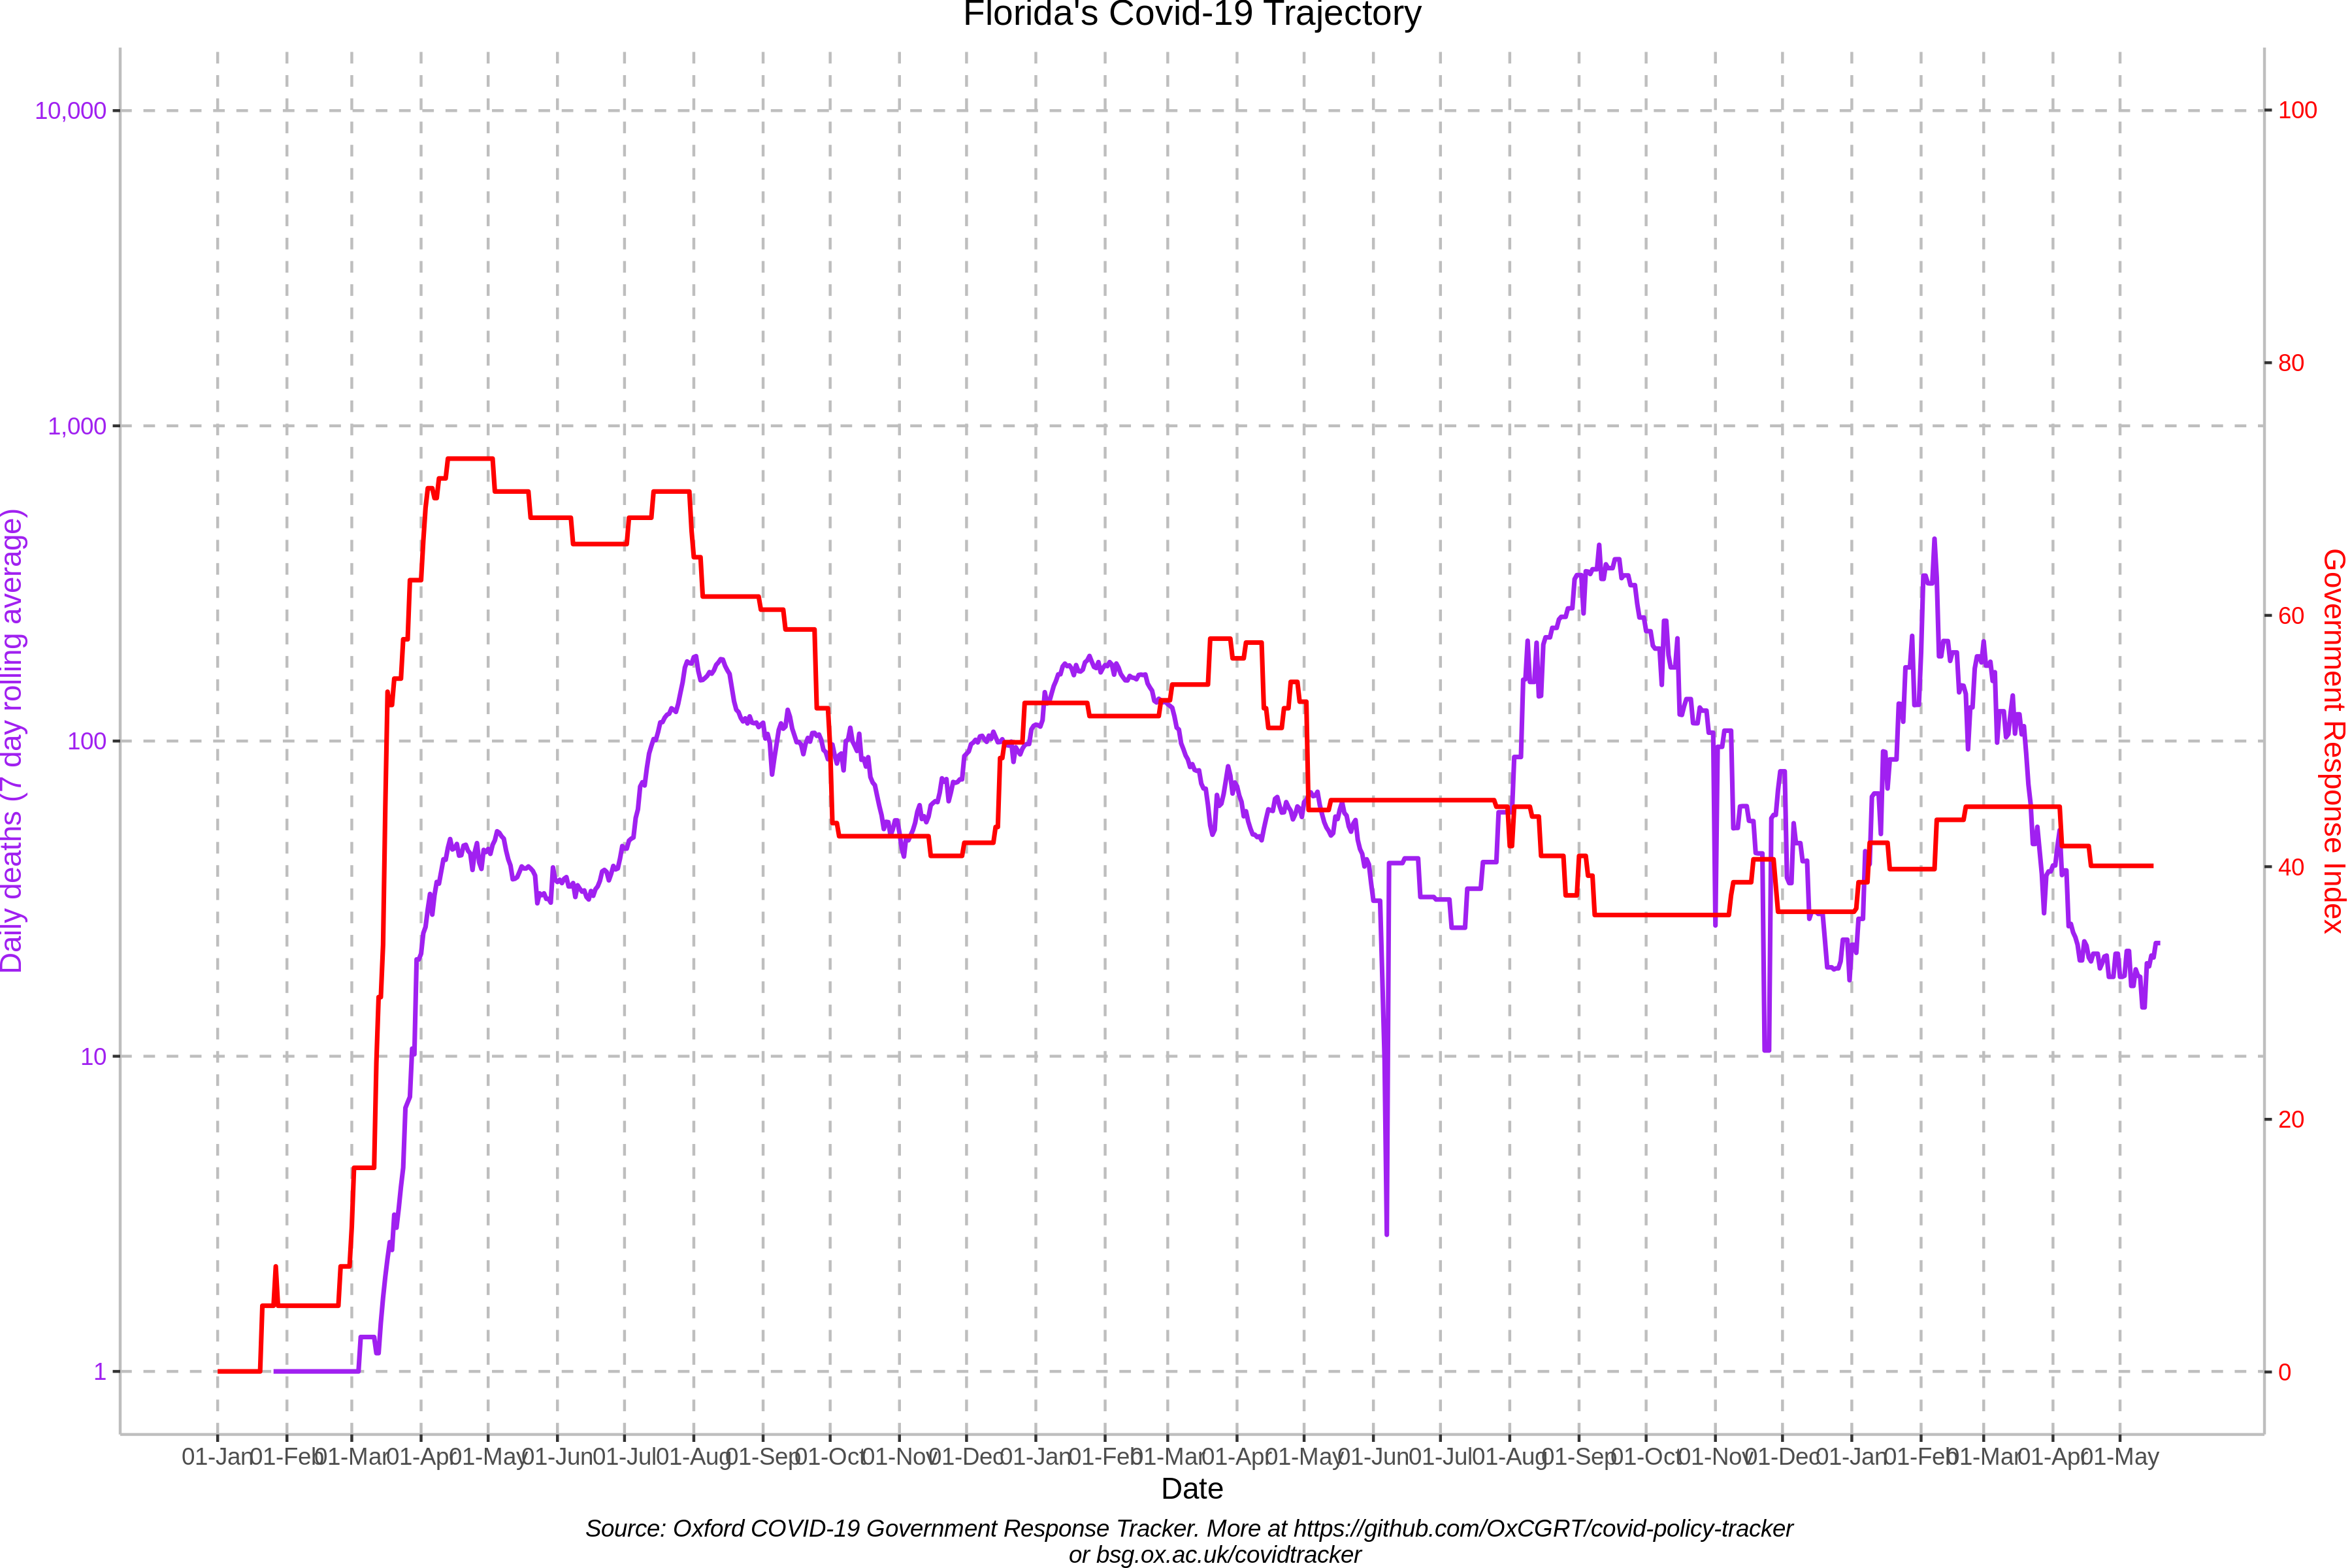 Florida's Covid-19 Trajectory
10,000
1,000
100
10
1
Daily deaths (7 day rolling average)
100
80
60
40
20
0
Government Response Index
01-Jan 01-Feb 01-Mar 01-Apr 01-May 01-Jun 01-Jul 01-Aug 01-Sep 01-Oct 01-Nov 01-Dec 01-Jan 01-Feb 01-Mar 01-Apr 01-May 01-Jun 01-Jul 01-Aug 01-Sep 01-Oct 01-Nov 01-Dec 01-Jan 01-Feb 01-Mar 01-Apr 01-May
Date
Source: Oxford COVID-19 Government Response Tracker. More at https://github.com/OxCGRT/covid-policy-tracker
or bsg.ox.ac.uk/covidtracker